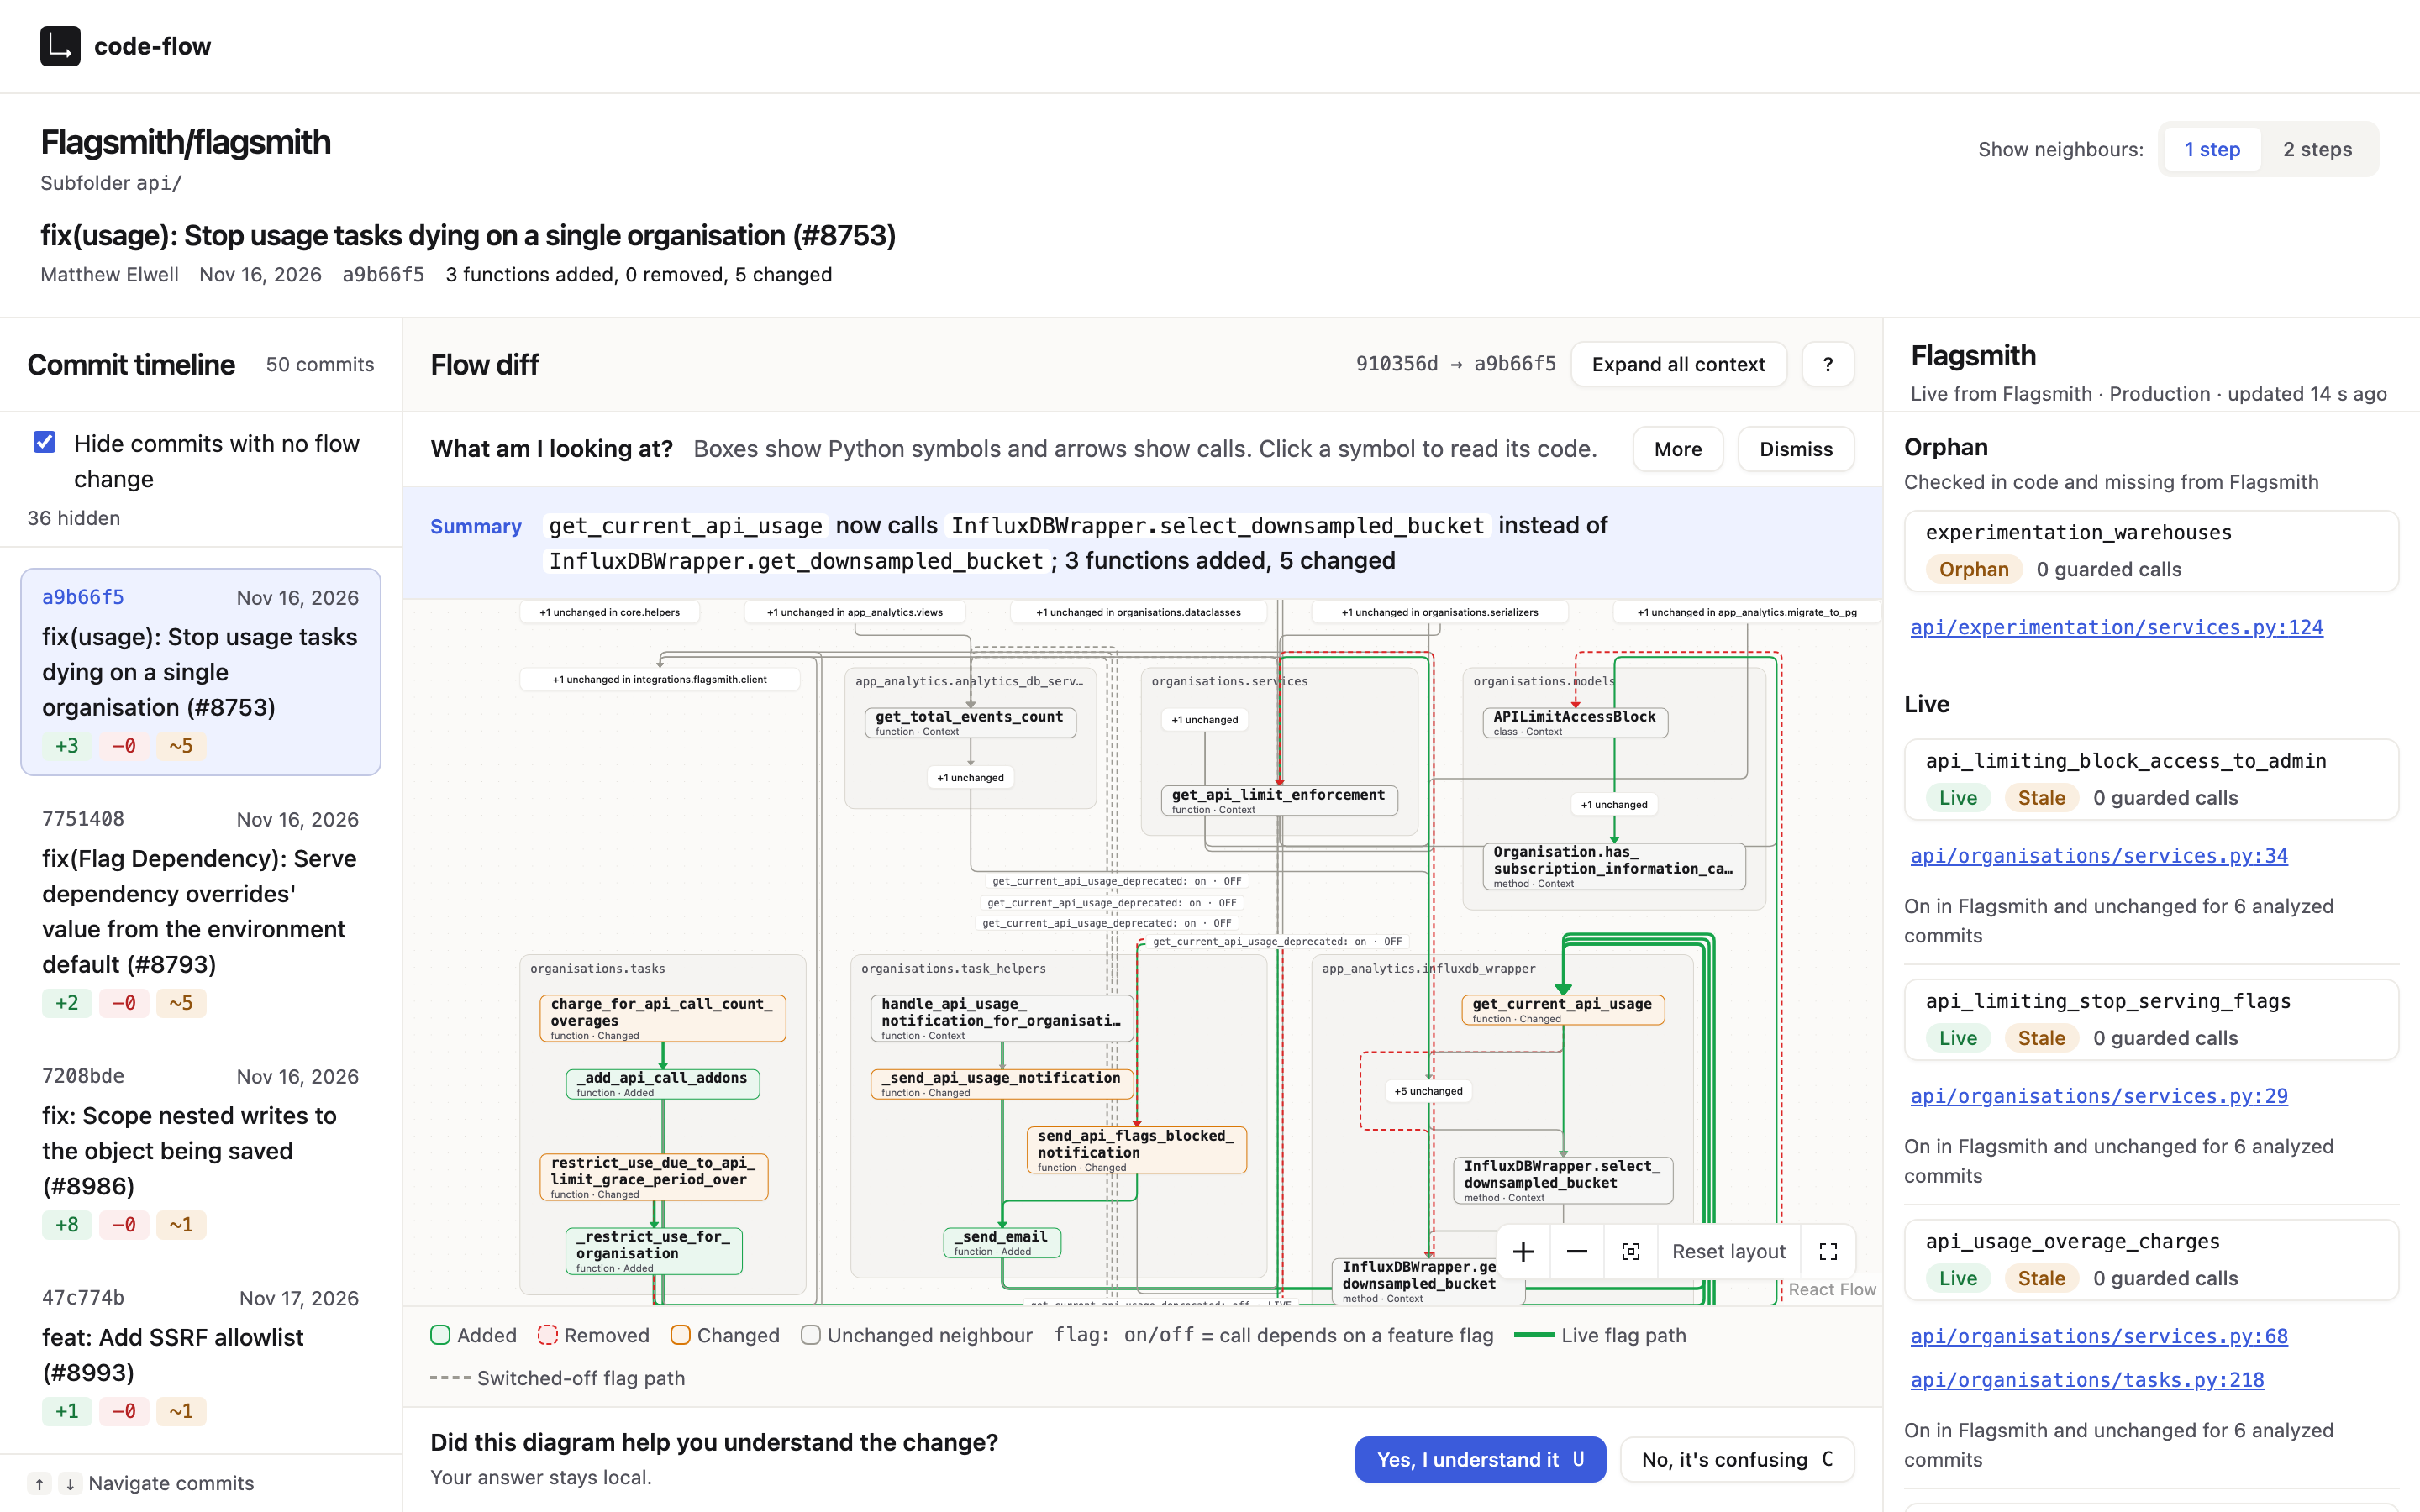 code-flow
Flagsmith/flagsmith
Subfolder api/
Show neighbours:
1 step
2 steps
fix(usage): Stop usage tasks dying on a single organisation (#8753)
Matthew Elwell Nov 16, 2026 a9b66f5 3 functions added, 0 removed, 5 changed
Commit timeline
50 commits
Hide commits with no flow
change
36 hidden
a9b66f5 Nov 16, 2026
fix(usage): Stop usage tasks
dying on a single
organisation (#8753)
+3 −0 ~5
7751408 Nov 16, 2026
fix(Flag Dependency): Serve
dependency overrides'
value from the environment
default (#8793)
+2 −0 ~5
7208bde Nov 16, 2026
fix: Scope nested writes to
the object being saved
(#8986)
+8 −0 ~1
47c774b Nov 17, 2026
feat: Add SSRF allowlist
(#8993)
+1 −0 ~1
↑ ↓ Navigate commits
Flow diff
910356d → a9b66f5
Expand all context
?
What am I looking at? Boxes show Python symbols and arrows show calls. Click a symbol to read its code.
More
Dismiss
Summary
get_current_api_usage now calls InfluxDBWrapper.select_downsampled_bucket instead of
InfluxDBWrapper.get_downsampled_bucket; 3 functions added, 5 changed
+1 unchanged in core.helpers
+1 unchanged in app_analytics.views
+1 unchanged in organisations.dataclasses
+1 unchanged in organisations.serializers
+1 unchanged in app_analytics.migrate_to_pg
+1 unchanged in integrations.flagsmith.client
app_analytics.analytics_db_serv…
get_total_events_count
function · Context
+1 unchanged
organisations.services
+1 unchanged
get_api_limit_enforcement
function · Context
organisations.models
APILimitAccessBlock
class · Context
+1 unchanged
Organisation.has_
subscription_information_ca…
method · Context
get_current_api_usage_deprecated: on · OFF
get_current_api_usage_deprecated: on · OFF
get_current_api_usage_deprecated: on · OFF
get_current_api_usage_deprecated: on · OFF
organisations.tasks
charge_for_api_call_count_
overages
function · Changed
_add_api_call_addons
function · Added
restrict_use_due_to_api_
limit_grace_period_over
function · Changed
_restrict_use_for_
organisation
function · Added
organisations.task_helpers
handle_api_usage_
notification_for_organisati…
function · Context
_send_api_usage_notification
function · Changed
send_api_flags_blocked_
notification
function · Changed
_send_email
function · Added
app_analytics.influxdb_wrapper
get_current_api_usage
function · Changed
+5 unchanged
InfluxDBWrapper.select_
downsampled_bucket
method · Context
InfluxDBWrapper.ge
downsampled_bucket
method · Context
get_current_api_usage_deprecated: off · LIVE
Reset layout
React Flow
Added Removed Changed Unchanged neighbour flag: on/off = call depends on a feature flag Live flag path
Switched-off flag path
Did this diagram help you understand the change?
Your answer stays local.
Yes, I understand it U
No, it's confusing C
Flagsmith
Live from Flagsmith · Production · updated 14 s ago
Orphan
Checked in code and missing from Flagsmith
experimentation_warehouses
Orphan 0 guarded calls
api/experimentation/services.py:124
Live
api_limiting_block_access_to_admin
Live Stale 0 guarded calls
api/organisations/services.py:34
On in Flagsmith and unchanged for 6 analyzed
commits
api_limiting_stop_serving_flags
Live Stale 0 guarded calls
api/organisations/services.py:29
On in Flagsmith and unchanged for 6 analyzed
commits
api_usage_overage_charges
Live Stale 0 guarded calls
api/organisations/services.py:68
api/organisations/tasks.py:218
On in Flagsmith and unchanged for 6 analyzed
commits